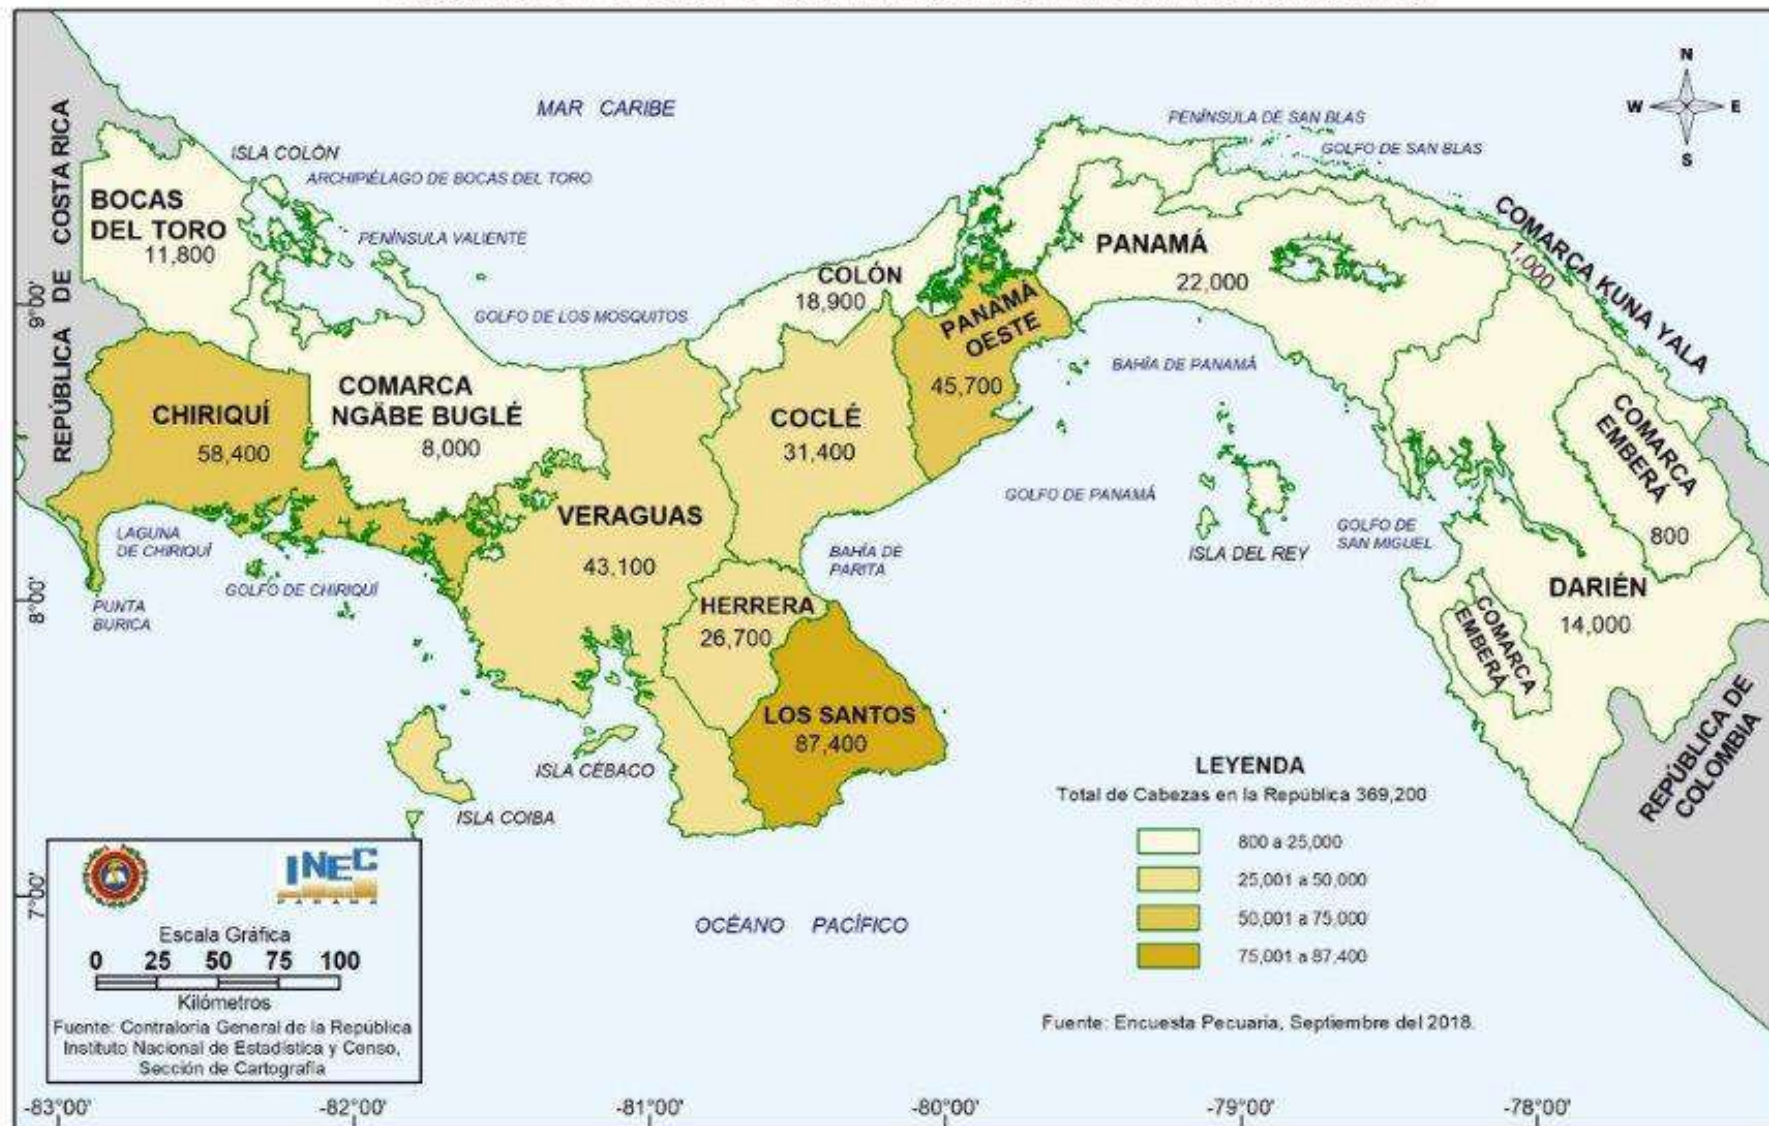 MAR CARIBE
N
W E
S
PENÍNSULA DE SAN BLAS
GOLFO DE SAN BLAS
REPÚBLICA DE COSTA RICA
ISLA COLÓN
ARCHIPIÉLAGO DE BOCAS DEL TORO
BOCAS
DEL TORO
11,800
PENÍNSULA VALIENTE
COLÓN
18,900
PANAMÁ
22,000
COMARCA KUNA YALA
1,000
GOLFO DE LOS MOSQUITOS
PANAMÁ
OESTE
45,700
BAHÍA DE PANAMÁ
CHIRIQUÍ
58,400
COMARCA
NGÄBE BUGLÉ
8,000
COCLÉ
31,400
COMARCA
EMBERÁ
800
VERAGUAS
43.100
GOLFO DE PANAMÁ
ISLA DEL REY
GOLFO DE
SAN MIGUEL
LAGUNA
DE CHIRIQUÍ
GOLFO DE CHIRIQUÍ
PUNTA
BURICA
BAHÍA DE
PARITA
HERRERA
26,700
DARIÉN
14,000
COMARCA
EMBERÁ
LOS SANTOS
87,400
ISLA CÉBACO
ISLA COIBA
REPÚBLICA DE
COLOMBIA
LEYENDA
Total de Cabezas en la República 369,200
800 a 25,000
25,001 a 50,000
50,001 a 75,000
75,001 a 87,400
Fuente: Encuesta Pecuaria, Septiembre del 2018.
OCÉANO PACÍFICO
INEC
PANAMA
Escala Gráfica
0 25 50 75 100
Kilómetros
Fuente: Contraloría General de la República
Instituto Nacional de Estadística y Censo,
Sección de Cartografía
9°00'
8°00'
7°00'
-83°00' -82°00' -81°00' -80°00' -79°00' -78°00'